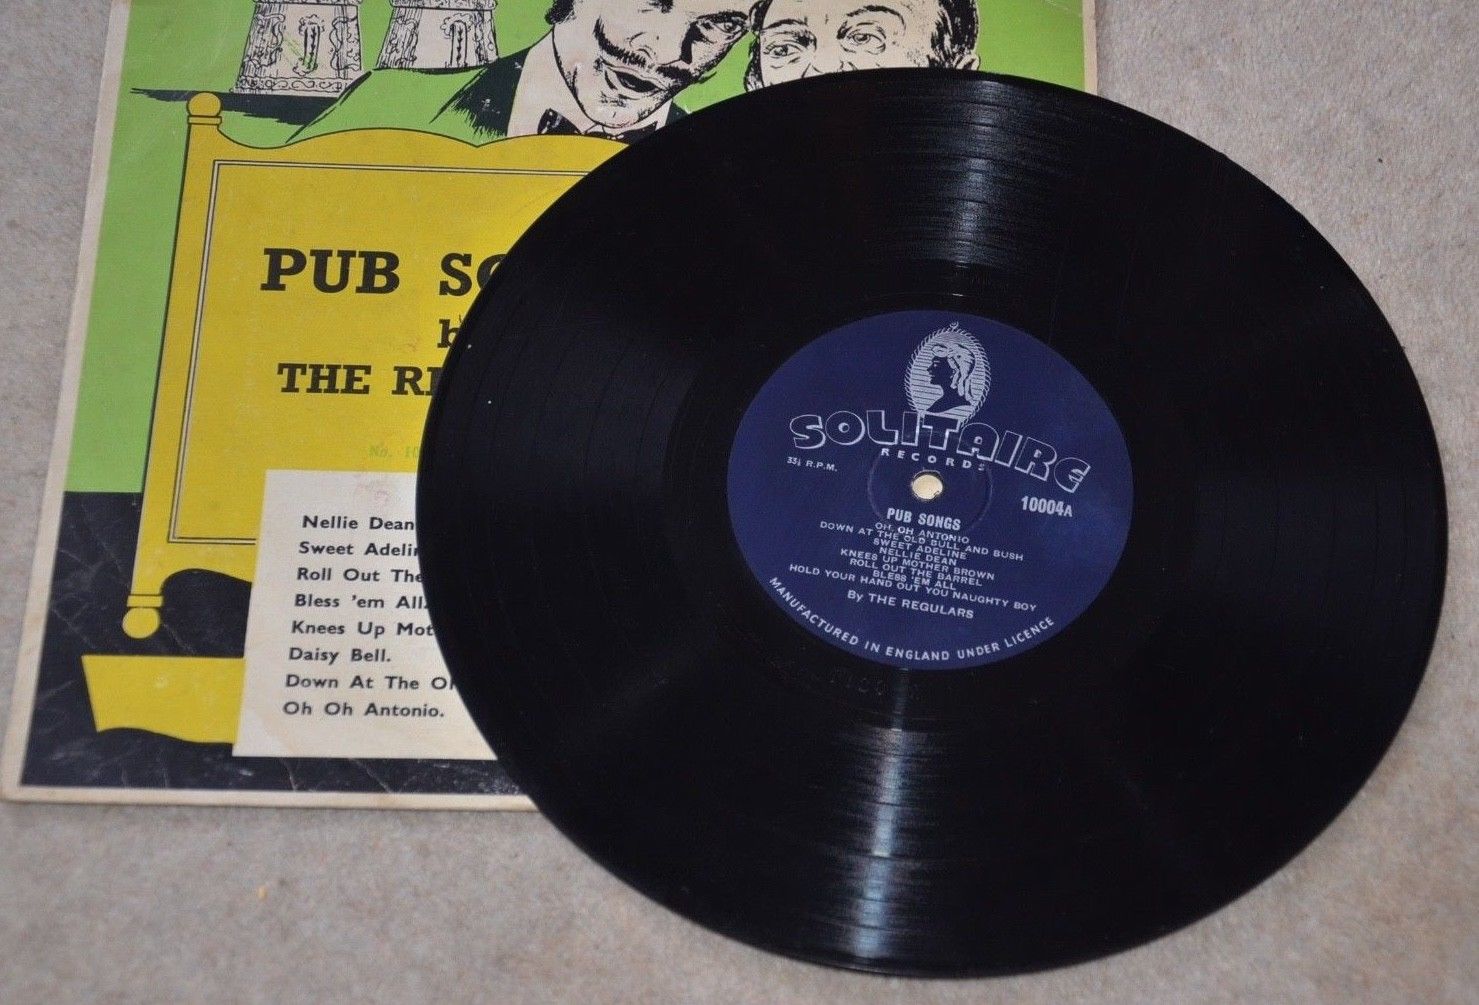 PUB
THE
No. 10
Nellie Dean
Sweet
Roll Out The
Bless 'em All.
Knees Up
Daisy Bell.
Down At The
Oh Oh Antonio.
SOLITAIRE
RECORDS
33⅓ R.P.M.
10004A
PUB SONGS
OH, OH ANTONIO
DOWN AT THE OLD BULL AND BUSH
SWEET ADELINE
NELLIE DEAN
KNEES UP MOTHER BROWN
ROLL OUT THE BARREL
BLESS 'EM ALL
HOLD YOUR HAND OUT YOU NAUGHTY BOY
By THE REGULARS
MANUFACTURED IN ENGLAND UNDER LICENCE